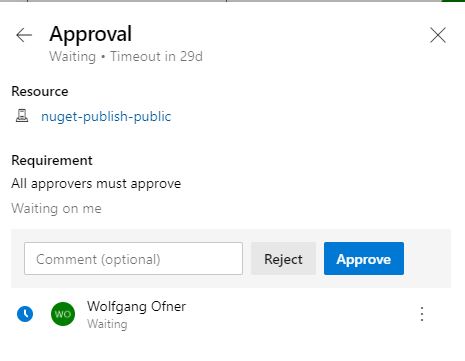 Approval
Waiting • Timeout in 29d
Resource
nuget-publish-public
Requirement
All approvers must approve
Waiting on me
Comment (optional) Reject Approve
WO Wolfgang Ofner
Waiting